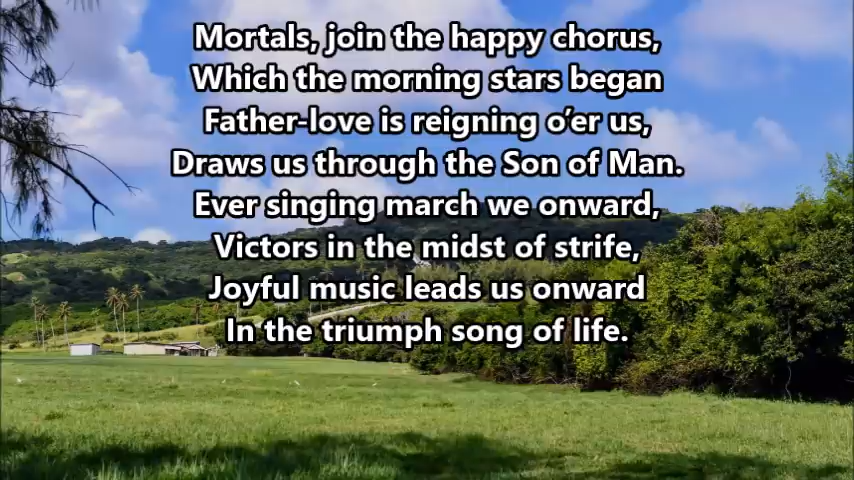 Mortals, join the happy chorus,
Which the morning stars began
Father-love is reigning o’er us,
Draws us through the Son of Man.
Ever singing march we onward,
Victors in the midst of strife,
Joyful music leads us onward
In the triumph song of life.